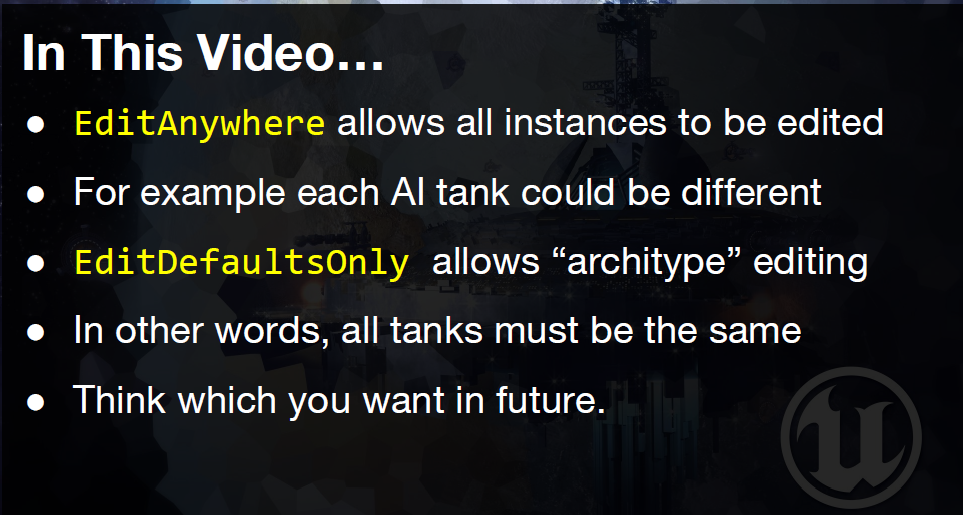 In This Video…
● EditAnywhere allows all instances to be edited
● For example each AI tank could be different
● EditDefaultsOnly allows “architype” editing
● In other words, all tanks must be the same
● Think which you want in future.